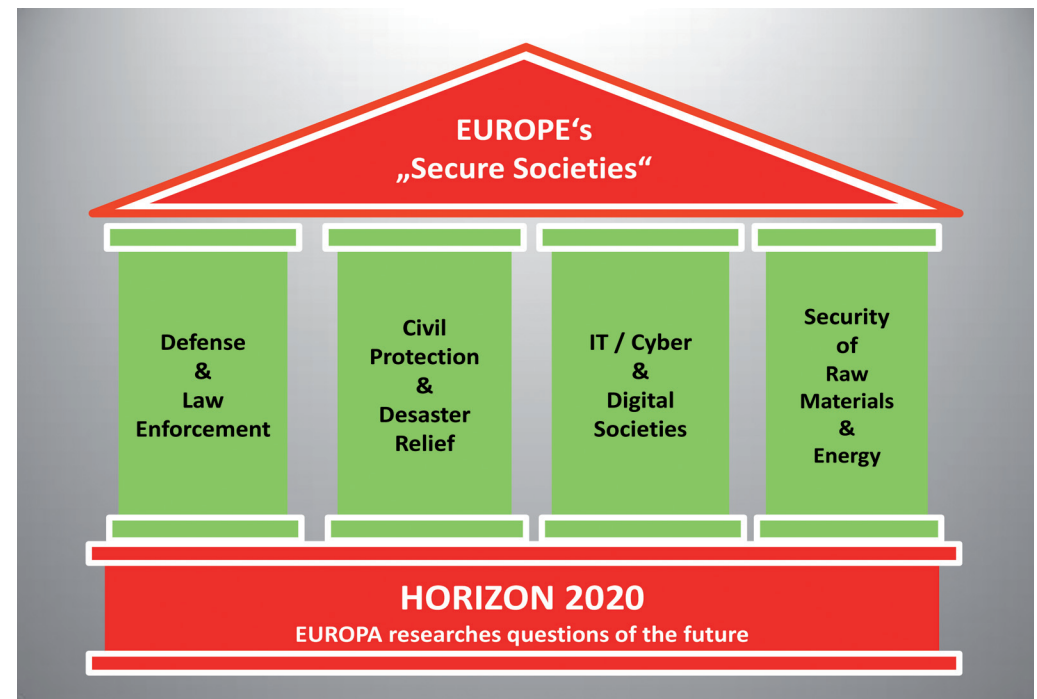 EUROPE‘s
„Secure Societies“
Defense
&
Law
Enforcement
Civil
Protection
&
Desaster
Relief
IT / Cyber
&
Digital
Societies
Security
of
Raw
Materials
&
Energy
HORIZON 2020
EUROPA researches questions of the future